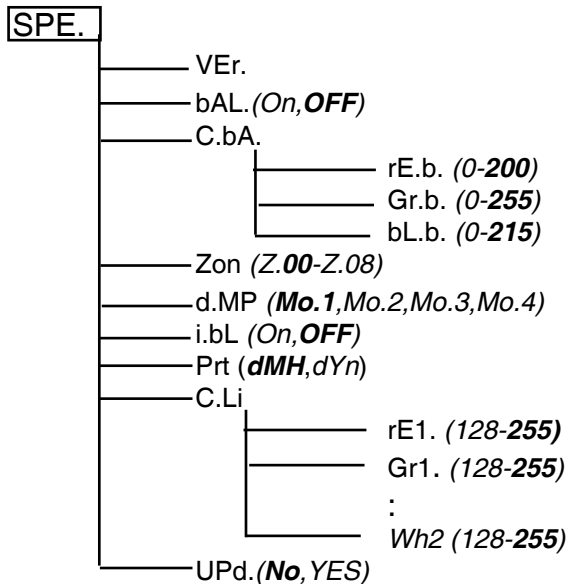 SPE.
VEr.
bAL.(On,OFF)
C.bA.
rE.b. (0-200)
Gr.b. (0-255)
bL.b. (0-215)
Zon (Z.00-Z.08)
d.MP (Mo.1,Mo.2,Mo.3,Mo.4)
i.bL (On,OFF)
Prt (dMH,dYn)
C.Li
rE1. (128-255)
Gr1. (128-255)
:
Wh2 (128-255)
UPd.(No,YES)